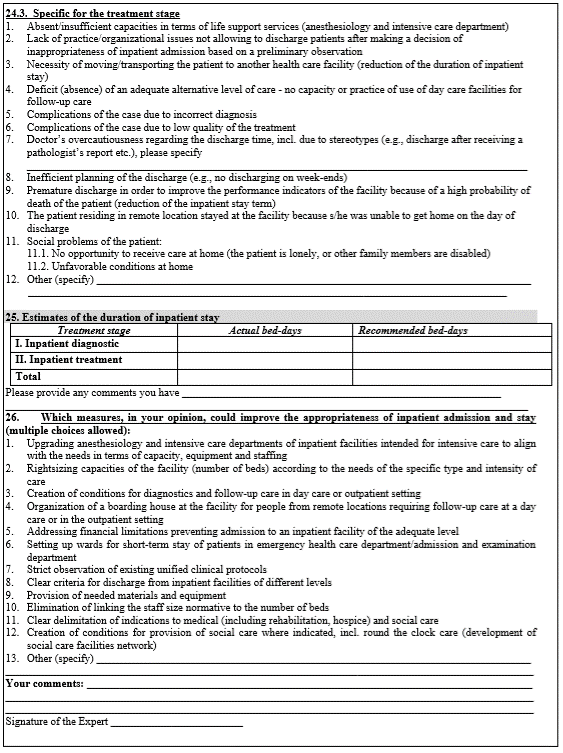 24.3. Specific for the treatment stage
1. Absent/insufficient capacities in terms of life support services (anesthesiology and intensive care department)
2. Lack of practice/organizational issues not allowing to discharge patients after making a decision of
inappropriateness of inpatient admission based on a preliminary observation
3. Necessity of moving/transporting the patient to another health care facility (reduction of the duration of inpatient
stay)
4. Deficit (absence) of an adequate alternative level of care - no capacity or practice of use of day care facilities for
follow-up care
5. Complications of the case due to incorrect diagnosis
6. Complications of the case due to low quality of the treatment
7. Doctor's overcautiousness regarding the discharge time, incl. due to stereotypes (e.g., discharge after receiving a
pathologist's report etc.), please specify
8. Inefficient planning of the discharge (e.g., no discharging on week-ends)
9. Premature discharge in order to improve the performance indicators of the facility because of a high probability of
death of the patient (reduction of the inpatient stay term)
10. The patient residing in remote location stayed at the facility because s/he was unable to get home on the day of
discharge
11. Social problems of the patient:
11.1. No opportunity to receive care at home (the patient is lonely, or other family members are disabled)
11.2. Unfavorable conditions at home
12. Other (specify)
25. Estimates of the duration of inpatient stay
Treatment stage Actual bed-days Recommended bed-days
I. Inpatient diagnostic
II. Inpatient treatment
Total
Please provide any comments you have
26. Which measures, in your opinion, could improve the appropriateness of inpatient admission and stay
(multiple choices allowed):
1. Upgrading anesthesiology and intensive care departments of inpatient facilities intended for intensive care to align
with the needs in terms of capacity, equipment and staffing
2. Rightsizing capacities of the facility (number of beds) according to the needs of the specific type and intensity of
care
3. Creation of conditions for diagnostics and follow-up care in day care or outpatient setting
4. Organization of a boarding house at the facility for people from remote locations requiring follow-up care at a day
care or in the outpatient setting
5. Addressing financial limitations preventing admission to an inpatient facility of the adequate level
6. Setting up wards for short-term stay of patients in emergency health care department/admission and examination
department
7. Strict observation of existing unified clinical protocols
8. Clear criteria for discharge from inpatient facilities of different levels
9. Provision of needed materials and equipment
10. Elimination of linking the staff size normative to the number of beds
11. Clear delimitation of indications to medical (including rehabilitation, hospice) and social care
12. Creation of conditions for provision of social care where indicated, incl. round the clock care (development of
social care facilities network)
13. Other (specify)
Your comments:
Signature of the Expert